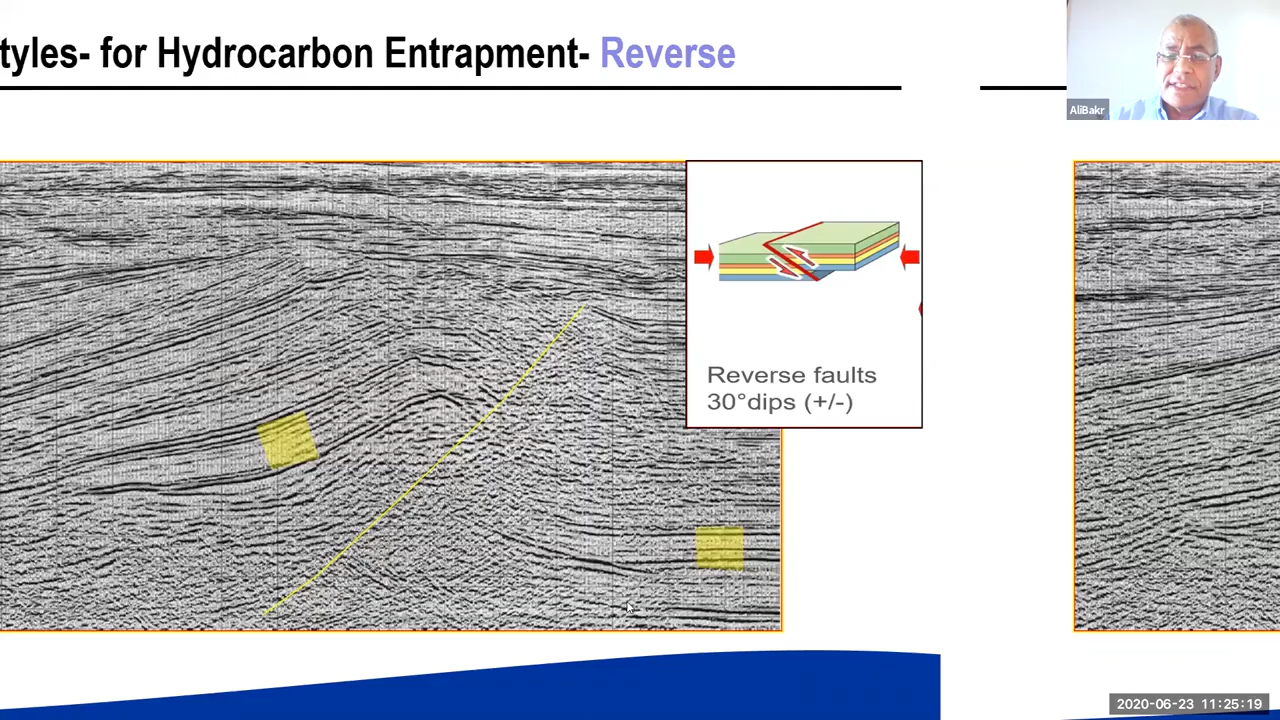 tyles- for Hydrocarbon Entrapment- Reverse
AliBakr
Reverse faults
30°dips (+/-)
2020-06-23 11:25:19